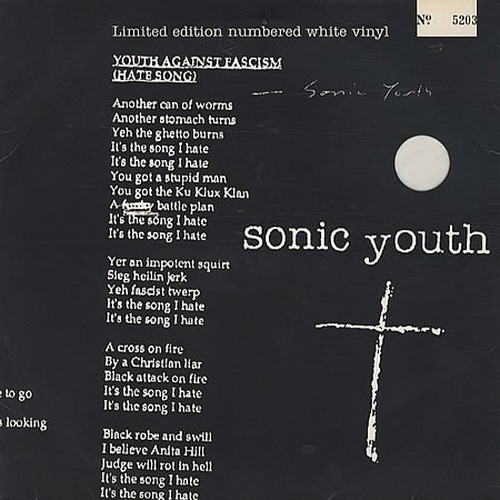 Limited edition numbered white vinyl
Nº 5203
YOUTH AGAINST FASCISM
(HATE SONG)
Sonic Youth
Another can of worms
Another stomach turns
Yeh the ghetto burns
It's the song I hate
It's the song I hate
You got a stupid man
You got the Ku Klux Klan
A funky battle plan
It's the song I hate
It's the song I hate
sonic youth
Yer an impotent squirt
Sieg heilin jerk
Yeh fascist twerp
It's the song I hate
It's the song I hate
A cross on fire
By a Christian liar
Black attack on fire
It's the song I hate
It's the song I hate
to go
looking
Black robe and swill
I believe Anita Hill
Judge will rot in hell
It's the song I hate
It's the song I hate